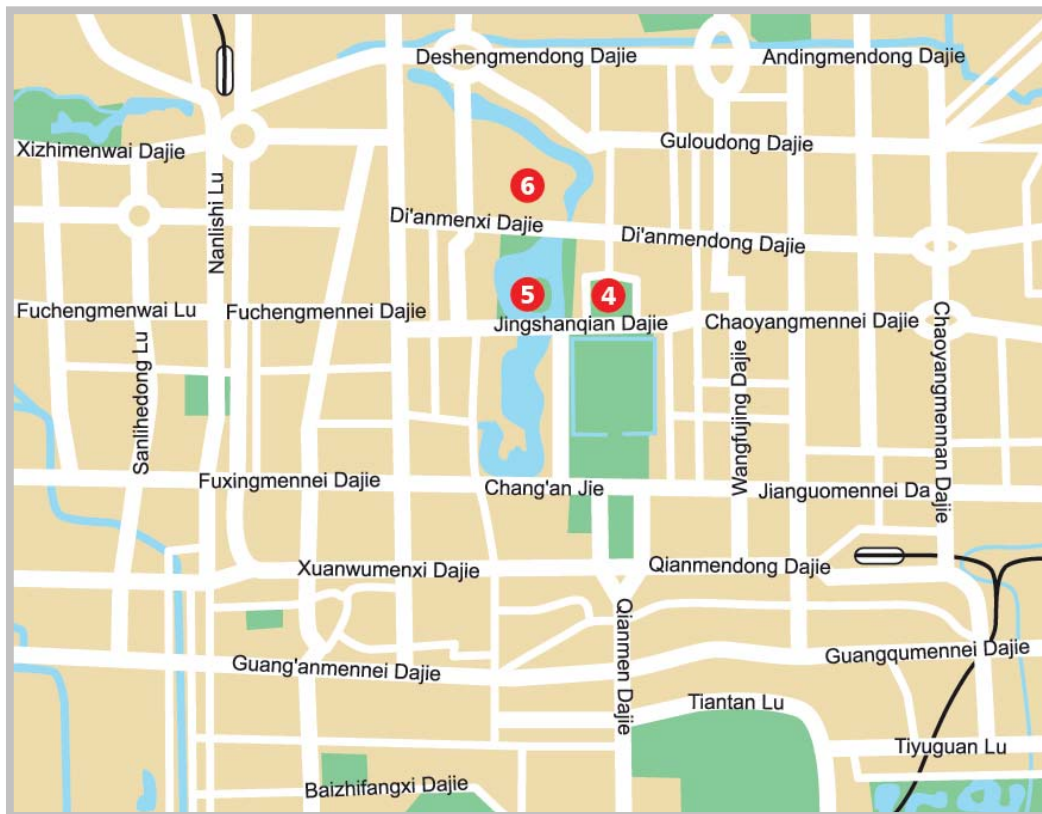 Deshengmendong Dajie
Andingmendong Dajie
Guloudong Dajie
Xizhimenwai Dajie
6
Nanlishi Lu
Di'anmenxi Dajie
Di'anmendong Dajie
5
4
Fuchengmenwai Lu
Fuchengmennei Dajie
Jingshanqian Dajie
Chaoyangmennei Dajie
Chaoyangmennan Dajie
Sanlihedong Lu
Wangfujing Dajie
Fuxingmennei Dajie
Chang'an Jie
Jianguomennei Da
Xuanwumenxi Dajie
Qianmendong Dajie
Qianmen Dajie
Guang'anmennei Dajie
Guangqumennei Dajie
Tiantan Lu
Tiyuguan Lu
Baizhifangxi Dajie